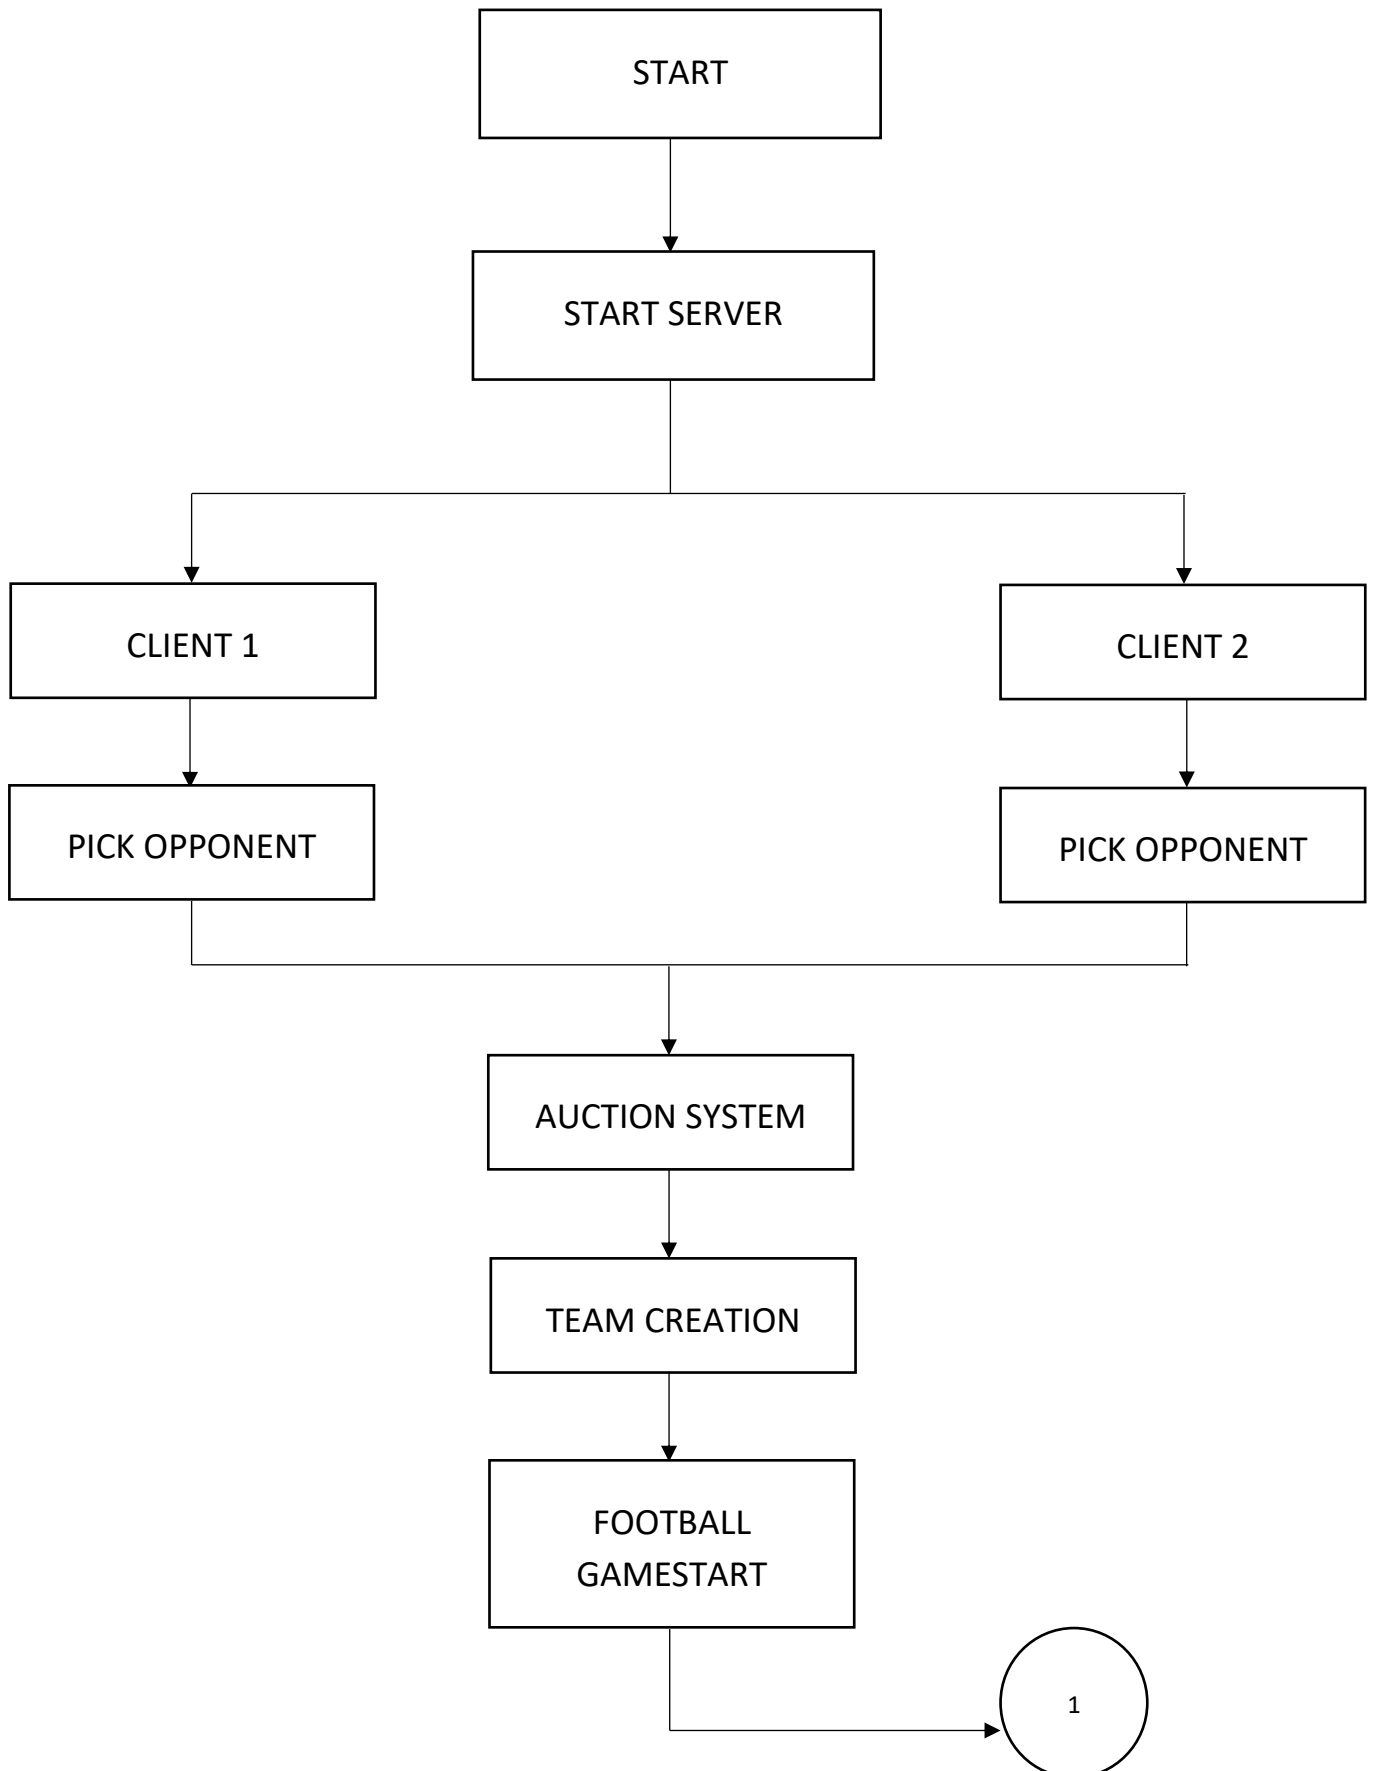 START
START SERVER
CLIENT 1
CLIENT 2
PICK OPPONENT
PICK OPPONENT
AUCTION SYSTEM
TEAM CREATION
FOOTBALL
GAMESTART
1